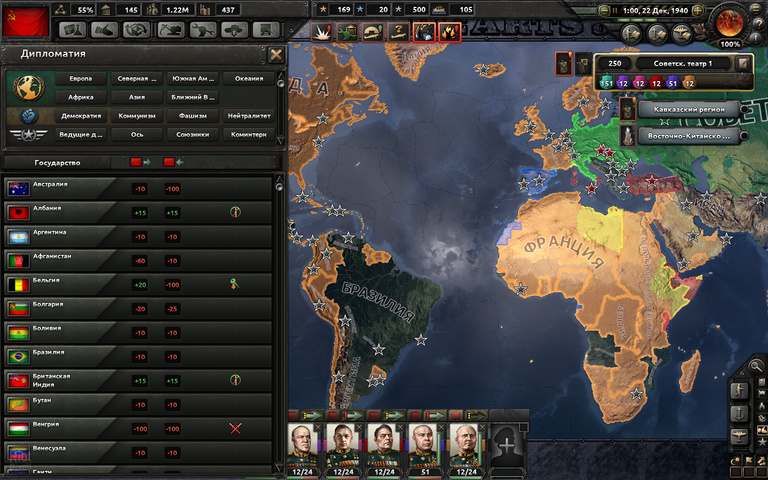 55% 145 1.22M 437
169 20 500 105
1:00, 22 Дек, 1940
100%
Дипломатия
Европа Северная ... Южная Ам ... Океания
Африка Азия Ближний В ...
Демократия Коммунизм Фашизм Нейтралитет
Ведущие д ... Ось Союзники Коминтерн
Государство
Австралия -10 -100
Албания +15 +15
Аргентина -10 -10
Афганистан -60 -10
Бельгия +20 -100
Болгария -20 -25
Боливия -10 -10
Бразилия -10 -10
Британская Индия +15 +15
Бутан -10 -10
Венгрия -100 -100
Венесуэла -10 -10
Гаити
250 Советск. театр 1
151 12 12 12 51 12
Кавказский регион
Восточно-Китайско ...
ФРАНЦИЯ
БРАЗИЛИЯ
12/24 12/24 12/24 51 12/24